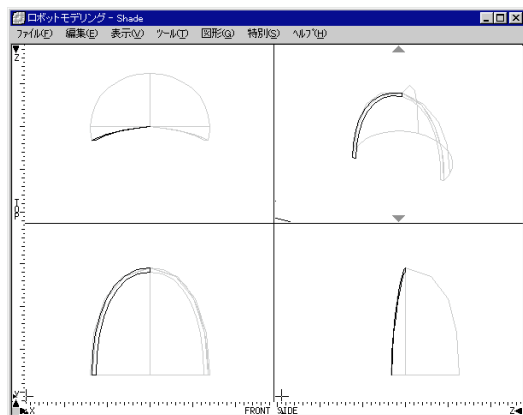 ロボットモデリング - Shade
ファイル(F) 編集(E) 表示(V) ツール(T) 図形(G) 特別(S) ヘルプ(H)
Z
TOP
Y
X
FRONT
SIDE
Z